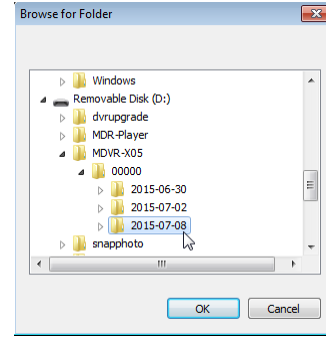 Browse for Folder
Windows
Removable Disk (D:)
dvrupgrade
MDR-Player
MDVR-X05
00000
2015-06-30
2015-07-02
2015-07-08
snapphoto
OK Cancel